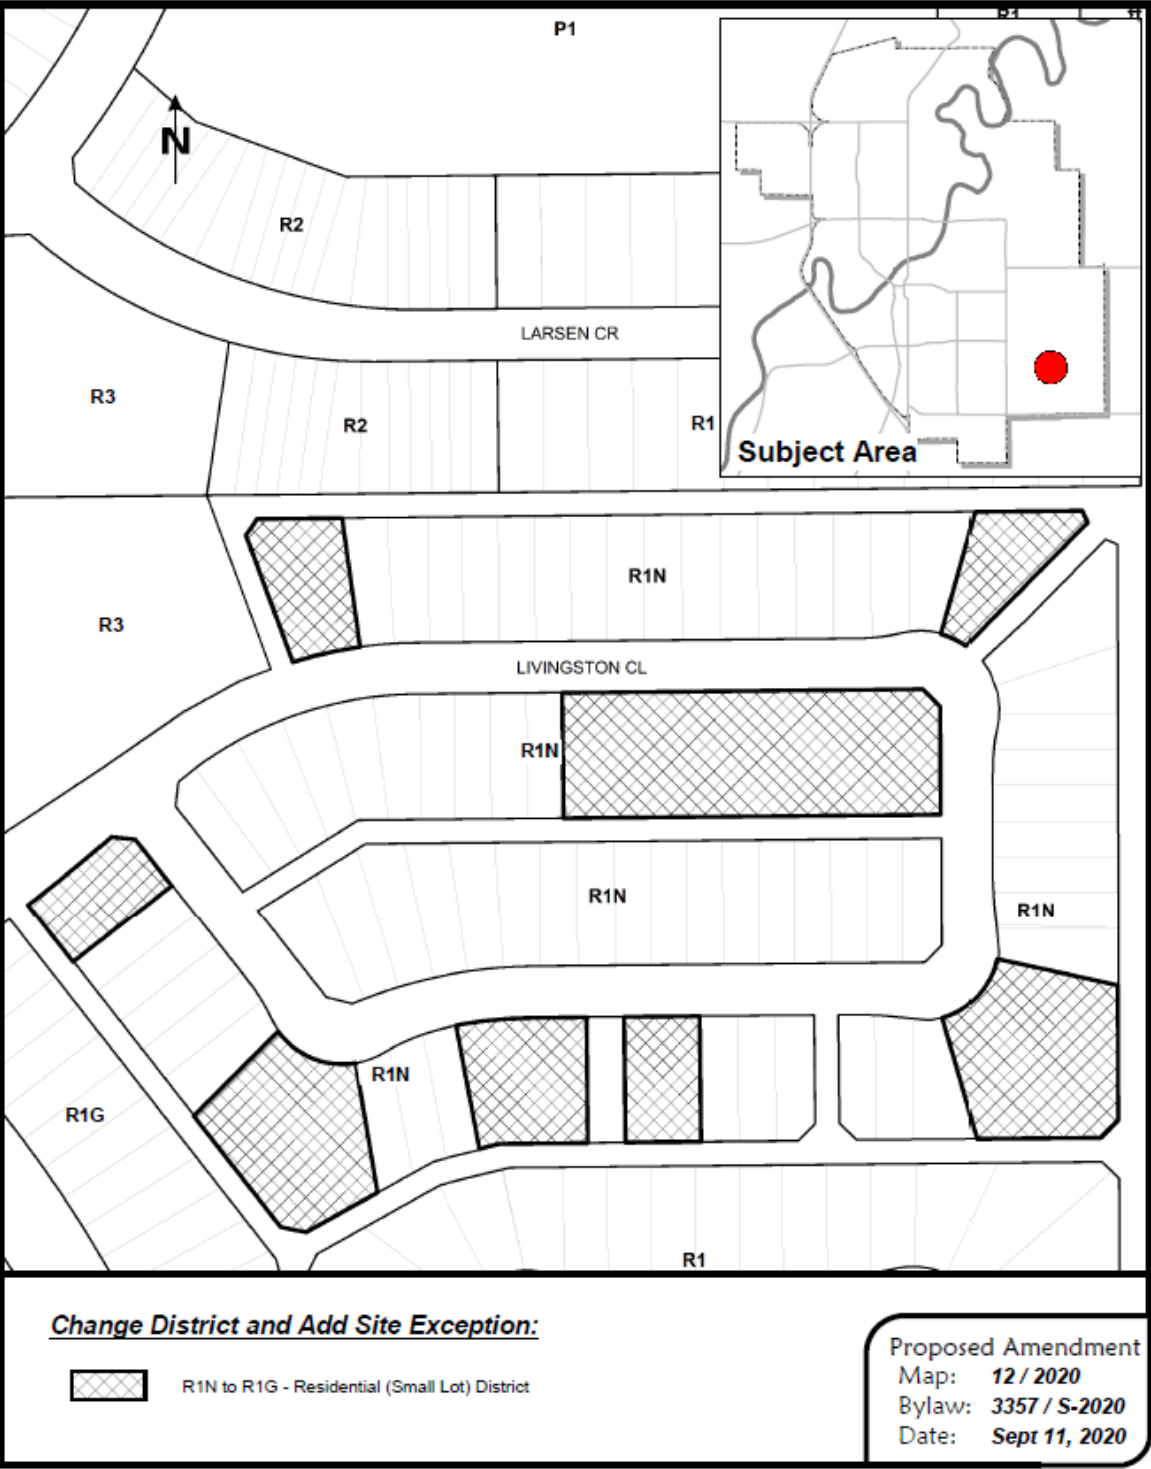 P1
R1
N
R2
LARSEN CR
R3
R2
R1
Subject Area
R1N
R3
LIVINGSTON CL
R1N
R1N
R1N
R1N
R1G
R1
Change District and Add Site Exception:
R1N to R1G - Residential (Small Lot) District
Proposed Amendment
Map: 12 / 2020
Bylaw: 3357 / S-2020
Date: Sept 11, 2020